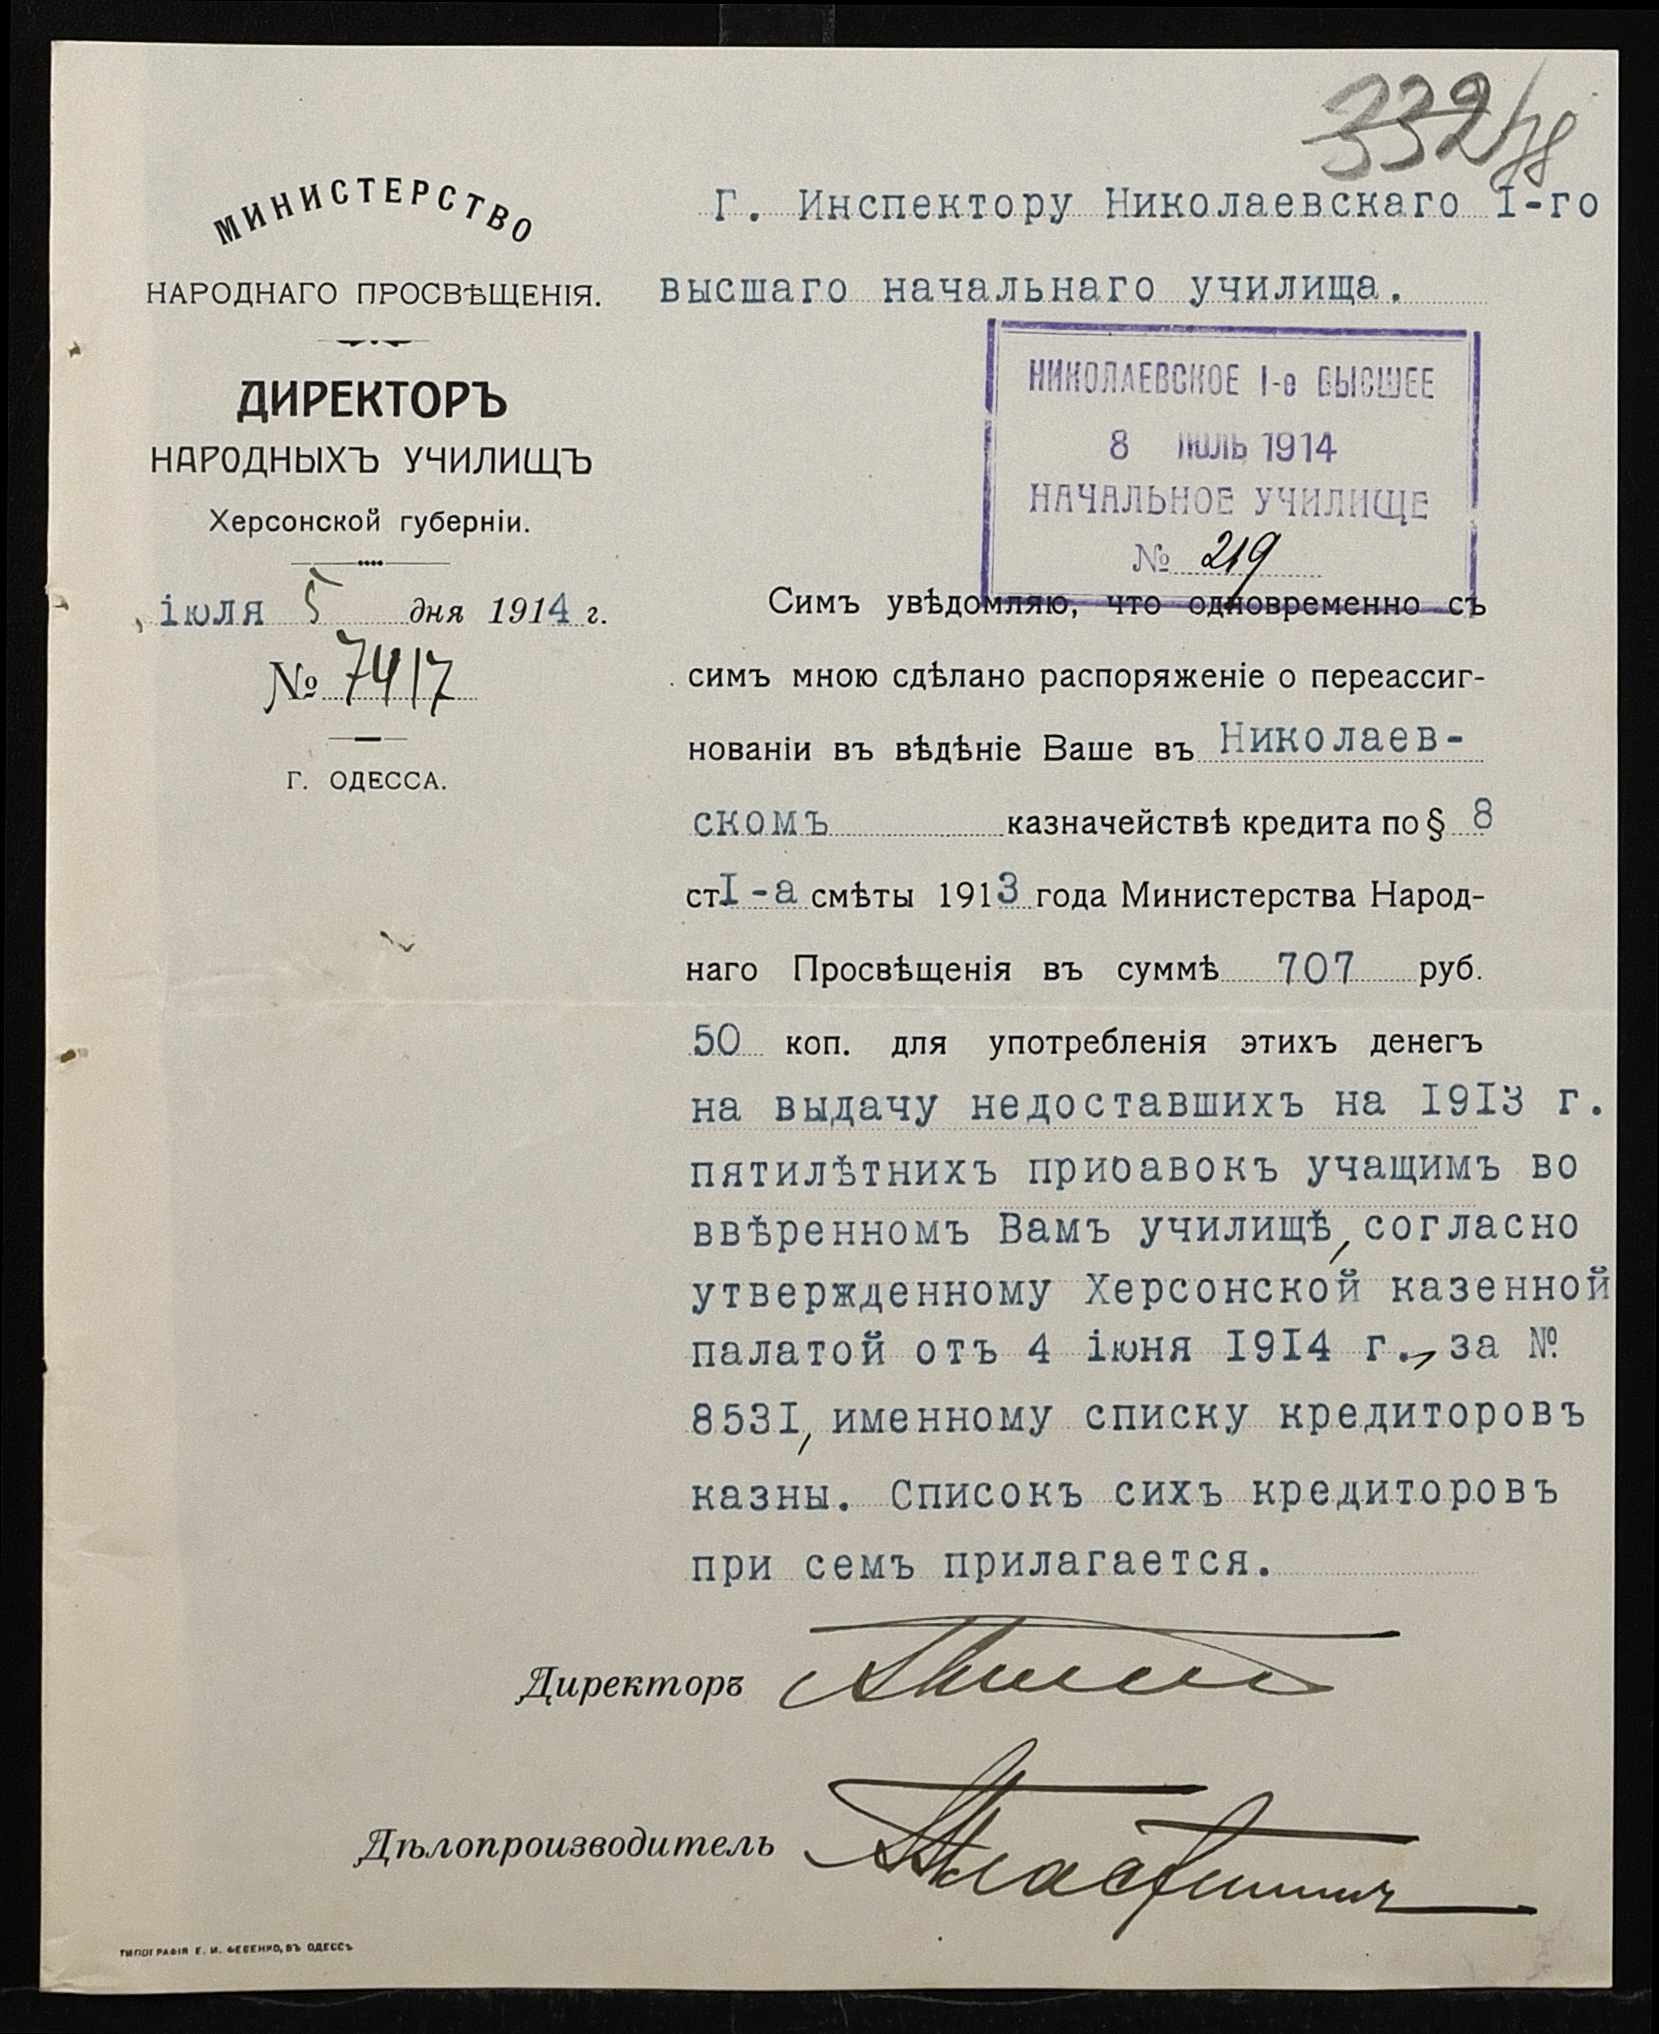 332
МИНИСТЕРСТВО
НАРОДНАГО ПРОСВѢЩЕНІЯ.
ДИРЕКТОРЪ
НАРОДНЫХЪ УЧИЛИЩЪ
Херсонской губерніи.
іюля 5 дня 1914 г.
№ 7417
Г. ОДЕССА.
Г. Инспектору Николаевскаго I-го
высшаго начальнаго училища.
НИКОЛАЕВСКОЕ I-е ВЫСШЕЕ
8 ІЮЛЬ 1914
НАЧАЛЬНОЕ УЧИЛИЩЕ
№ 219
Симъ увѣдомляю, что одновременно съ
симъ мною сдѣлано распоряженіе о переассиг-
нованіи въ вѣдѣніе Ваше въ Николаев-
скомъ казначействѣ кредита по § 8
ст I-а смѣты 1913 года Министерства Народ-
наго Просвѣщенія въ суммѣ 707 руб.
50 коп. для употребленія этихъ денегъ
на выдачу недоставшихъ на 1913 г.
пятилѣтнихъ прибавокъ учащимъ во
ввѣренномъ Вамъ училищѣ, согласно
утвержденному Херсонской казенной
палатой отъ 4 іюня 1914 г., за №
8531, именному списку кредиторовъ
казны. Списокъ сихъ кредиторовъ
при семъ прилагается.
Директоръ
Дѣлопроизводитель
ТИПОГРАФІЯ Е. И. ФЕСЕНКО, ВЪ ОДЕССѢ